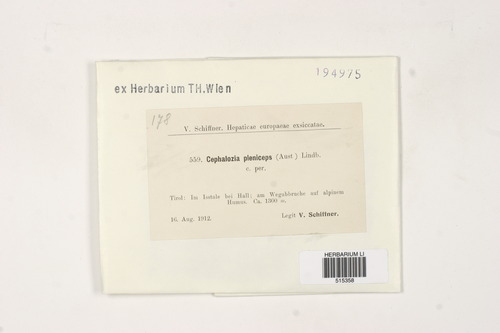 194975
ex Herbarium TH.Wien
178
V. Schiffner. Hepaticae europaeae exsiccatae.
559. Cephalozia pleniceps (Aust.) Lindb.
c. per.
Tirol: Im Isstale bei Hall; am Wegabbruche auf alpinem
Humus. Ca. 1300 m.
16. Aug. 1912.
Legit V. Schiffner.
HERBARIUM LI
515358